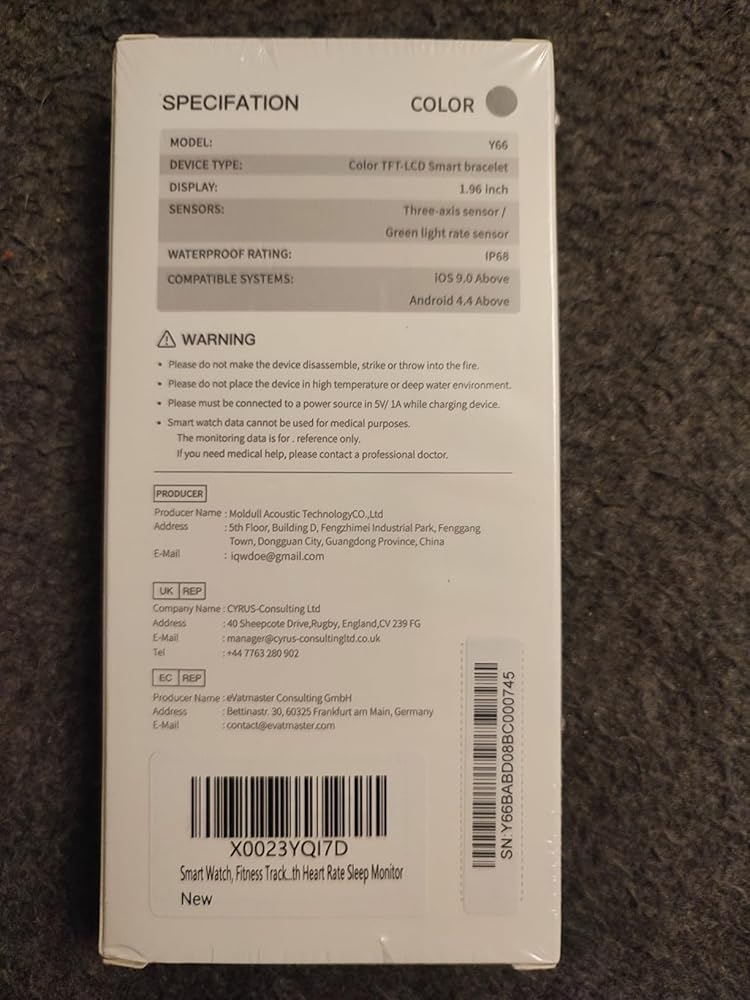 SPECIFATION COLOR
MODEL: Y66
DEVICE TYPE: Color TFT-LCD Smart bracelet
DISPLAY: 1.96 inch
SENSORS: Three-axis sensor /
Green light rate sensor
WATERPROOF RATING: IP68
COMPATIBLE SYSTEMS: iOS 9.0 Above
Android 4.4 Above
WARNING
• Please do not make the device disassemble, strike or throw into the fire.
• Please do not place the device in high temperature or deep water environment.
• Please must be connected to a power source in 5V/ 1A while charging device.
• Smart watch data cannot be used for medical purposes.
The monitoring data is for . reference only.
If you need medical help, please contact a professional doctor.
PRODUCER
Producer Name : Moldull Acoustic TechnologyCO.,Ltd
Address : 5th Floor, Building D, Fengzhimei Industrial Park, Fenggang
Town, Dongguan City, Guangdong Province, China
E-Mail : iqwdoe@gmail.com
UK REP
Company Name : CYRUS-Consulting Ltd
Address : 40 Sheepcote Drive,Rugby, England,CV 239 FG
E-Mail : manager@cyrus-consultingltd.co.uk
Tel : +44 7763 280 902
EC REP
Producer Name : eVatmaster Consulting GmbH
Address : Bettinastr. 30, 60325 Frankfurt am Main, Germany
E-Mail : contact@evatmaster.com
X0023YQI7D
Smart Watch, Fitness Track...th Heart Rate Sleep Monitor
New
SN:Y66BABD08BC000745